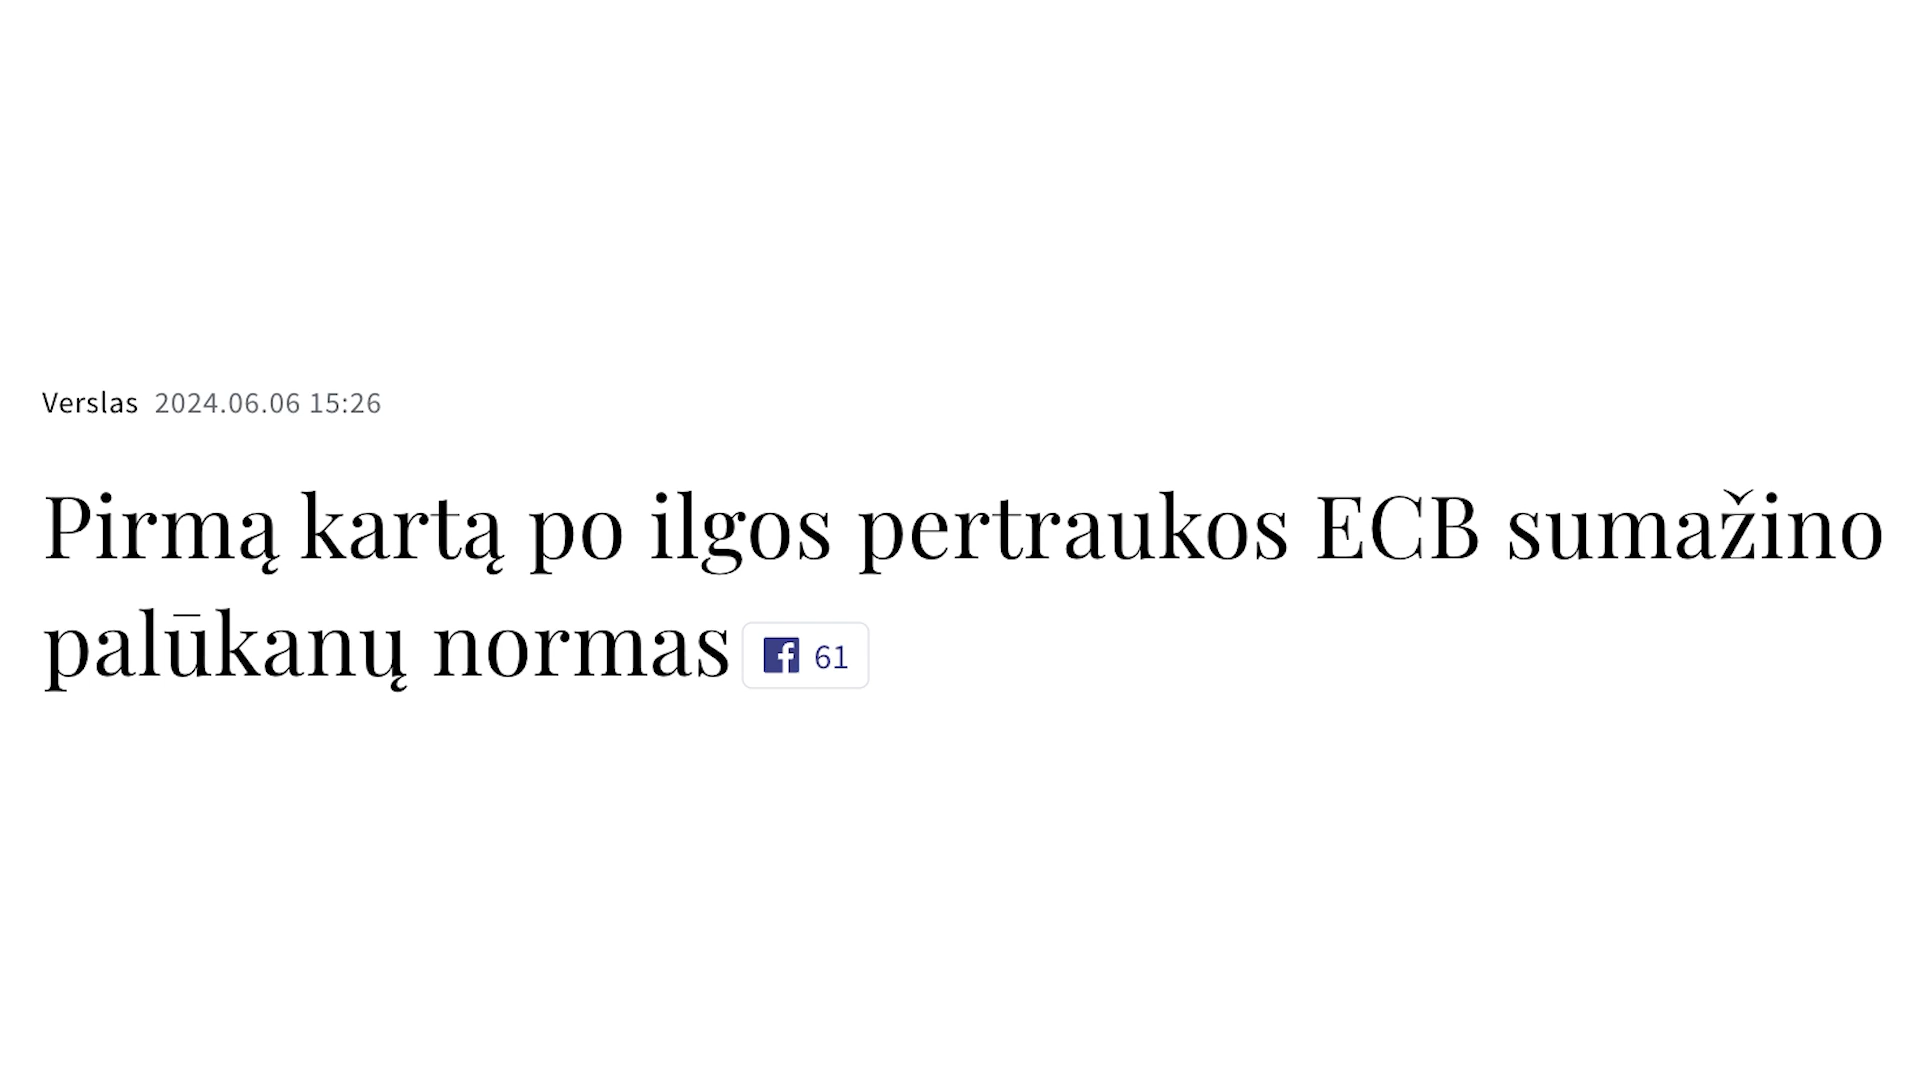 Verslas 2024.06.06 15:26
Pirmą kartą po ilgos pertraukos ECB sumažino
palūkanų normas 61